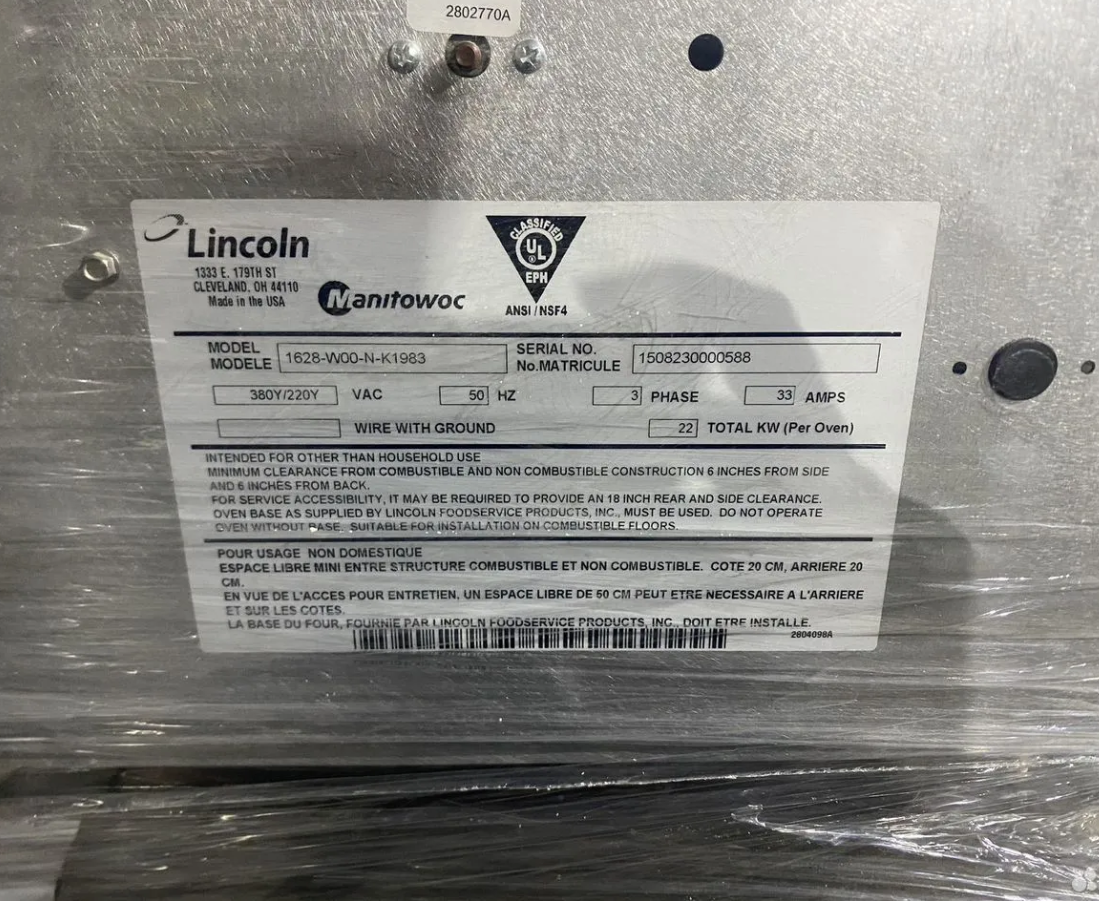 2802770A
Lincoln
1333 E. 179TH ST
CLEVELAND, OH 44110
Made in the USA
Manitowoc
CLASSIFIED
UL
®
EPH
ANSI / NSF4
MODEL
MODELE
1628-W00-N-K1983
SERIAL NO.
No.MATRICULE
1508230000588
380Y/220Y VAC 50 HZ 3 PHASE 33 AMPS
WIRE WITH GROUND 22 TOTAL KW (Per Oven)
INTENDED FOR OTHER THAN HOUSEHOLD USE
MINIMUM CLEARANCE FROM COMBUSTIBLE AND NON COMBUSTIBLE CONSTRUCTION 6 INCHES FROM SIDE
AND 6 INCHES FROM BACK.
FOR SERVICE ACCESSIBILITY, IT MAY BE REQUIRED TO PROVIDE AN 18 INCH REAR AND SIDE CLEARANCE.
OVEN BASE AS SUPPLIED BY LINCOLN FOODSERVICE PRODUCTS, INC., MUST BE USED. DO NOT OPERATE
OVEN WITHOUT BASE. SUITABLE FOR INSTALLATION ON COMBUSTIBLE FLOORS.
POUR USAGE NON DOMESTIQUE
ESPACE LIBRE MINI ENTRE STRUCTURE COMBUSTIBLE ET NON COMBUSTIBLE. COTE 20 CM, ARRIERE 20
CM.
EN VUE DE L'ACCES POUR ENTRETIEN, UN ESPACE LIBRE DE 50 CM PEUT ETRE NECESSAIRE A L'ARRIERE
ET SUR LES COTES.
LA BASE DU FOUR, FOURNIE PAR LINCOLN FOODSERVICE PRODUCTS, INC., DOIT ETRE INSTALLE.
2804098A